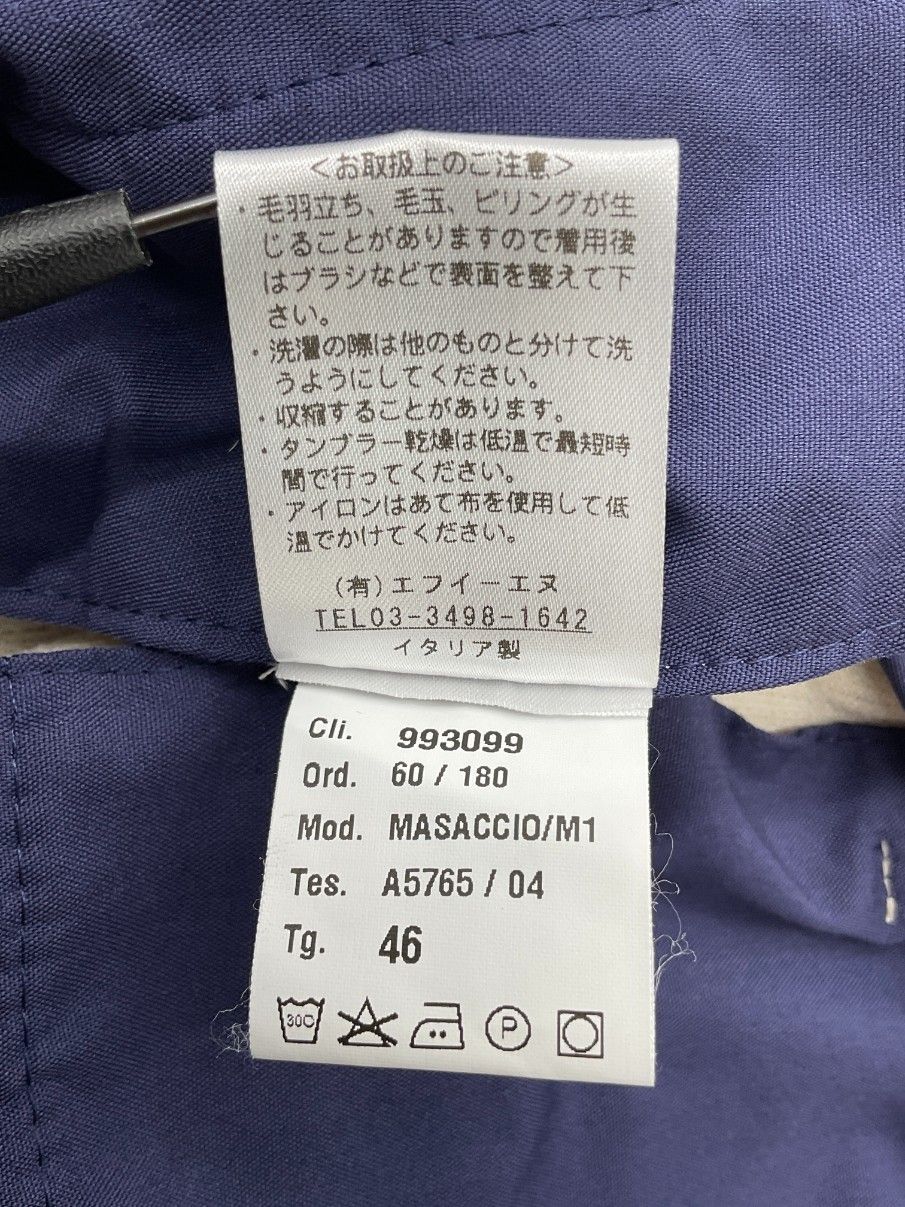 <お取扱上のご注意>
・毛羽立ち、毛玉、ピリングが生
じることがありますので着用後
はブラシなどで表面を整えて下
さい。
・洗濯の際は他のものと分けて洗
うようにしてください。
・収縮することがあります。
・タンブラー乾燥は低温で最短時
間で行ってください。
・アイロンはあて布を使用して低
温でかけてください。
(有)エフイーエヌ
TEL03-3498-1642
イタリア製
Cli. 993099
Ord. 60 / 180
Mod. MASACCIO/M1
Tes. A5765 / 04
Tg. 46
30C P